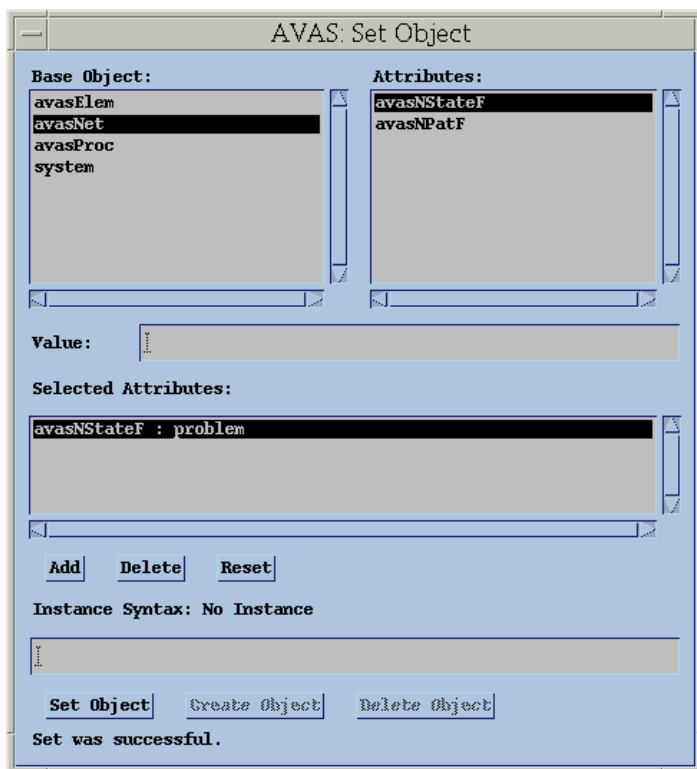 AVAS: Set Object
Base Object:
avasElem
avasNet
avasProc
system
Attributes:
avasNStateF
avasNPatF
Value:
Selected Attributes:
avasNStateF : problem
Add Delete Reset
Instance Syntax: No Instance
Set Object Create Object Delete Object
Set was successful.